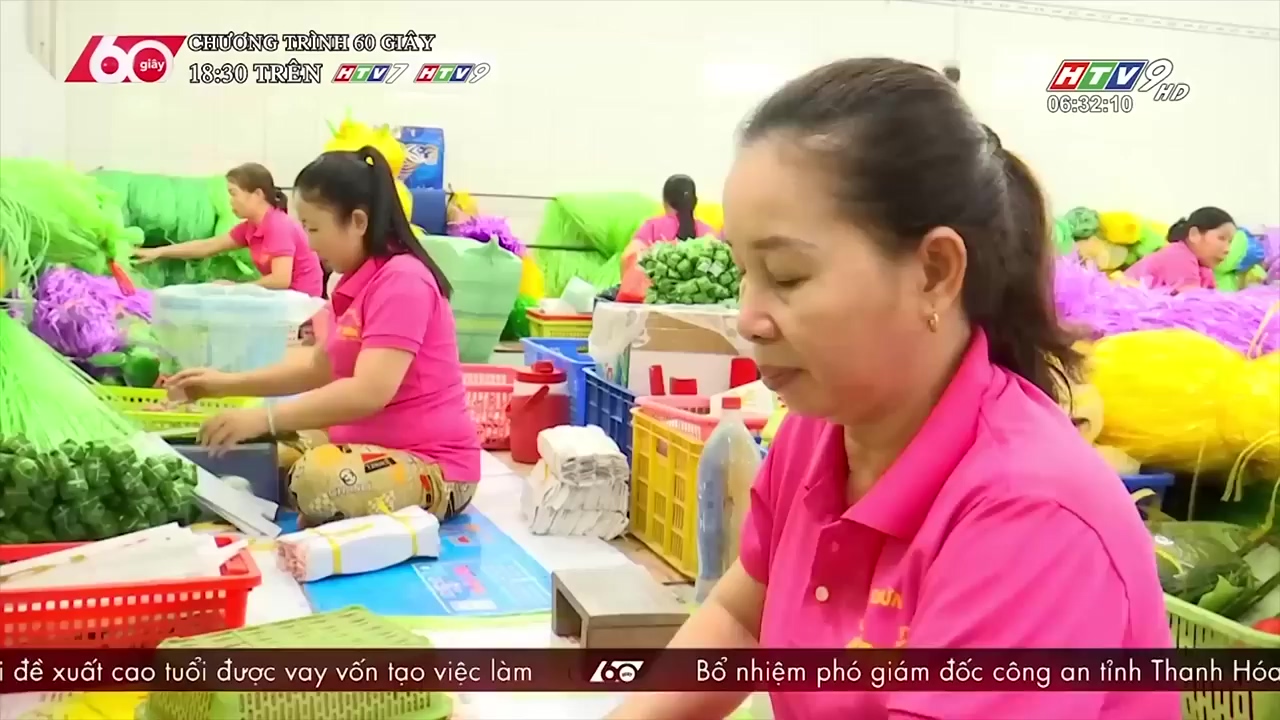 60 giây
CHƯƠNG TRÌNH 60 GIÂY
18:30 TRÊN HTV7 HTV9
HTV9 HD
06:32:10
i đề xuất cao tuổi được vay vốn tạo việc làm
60 giây
Bổ nhiệm phó giám đốc công an tỉnh Thanh Hóa